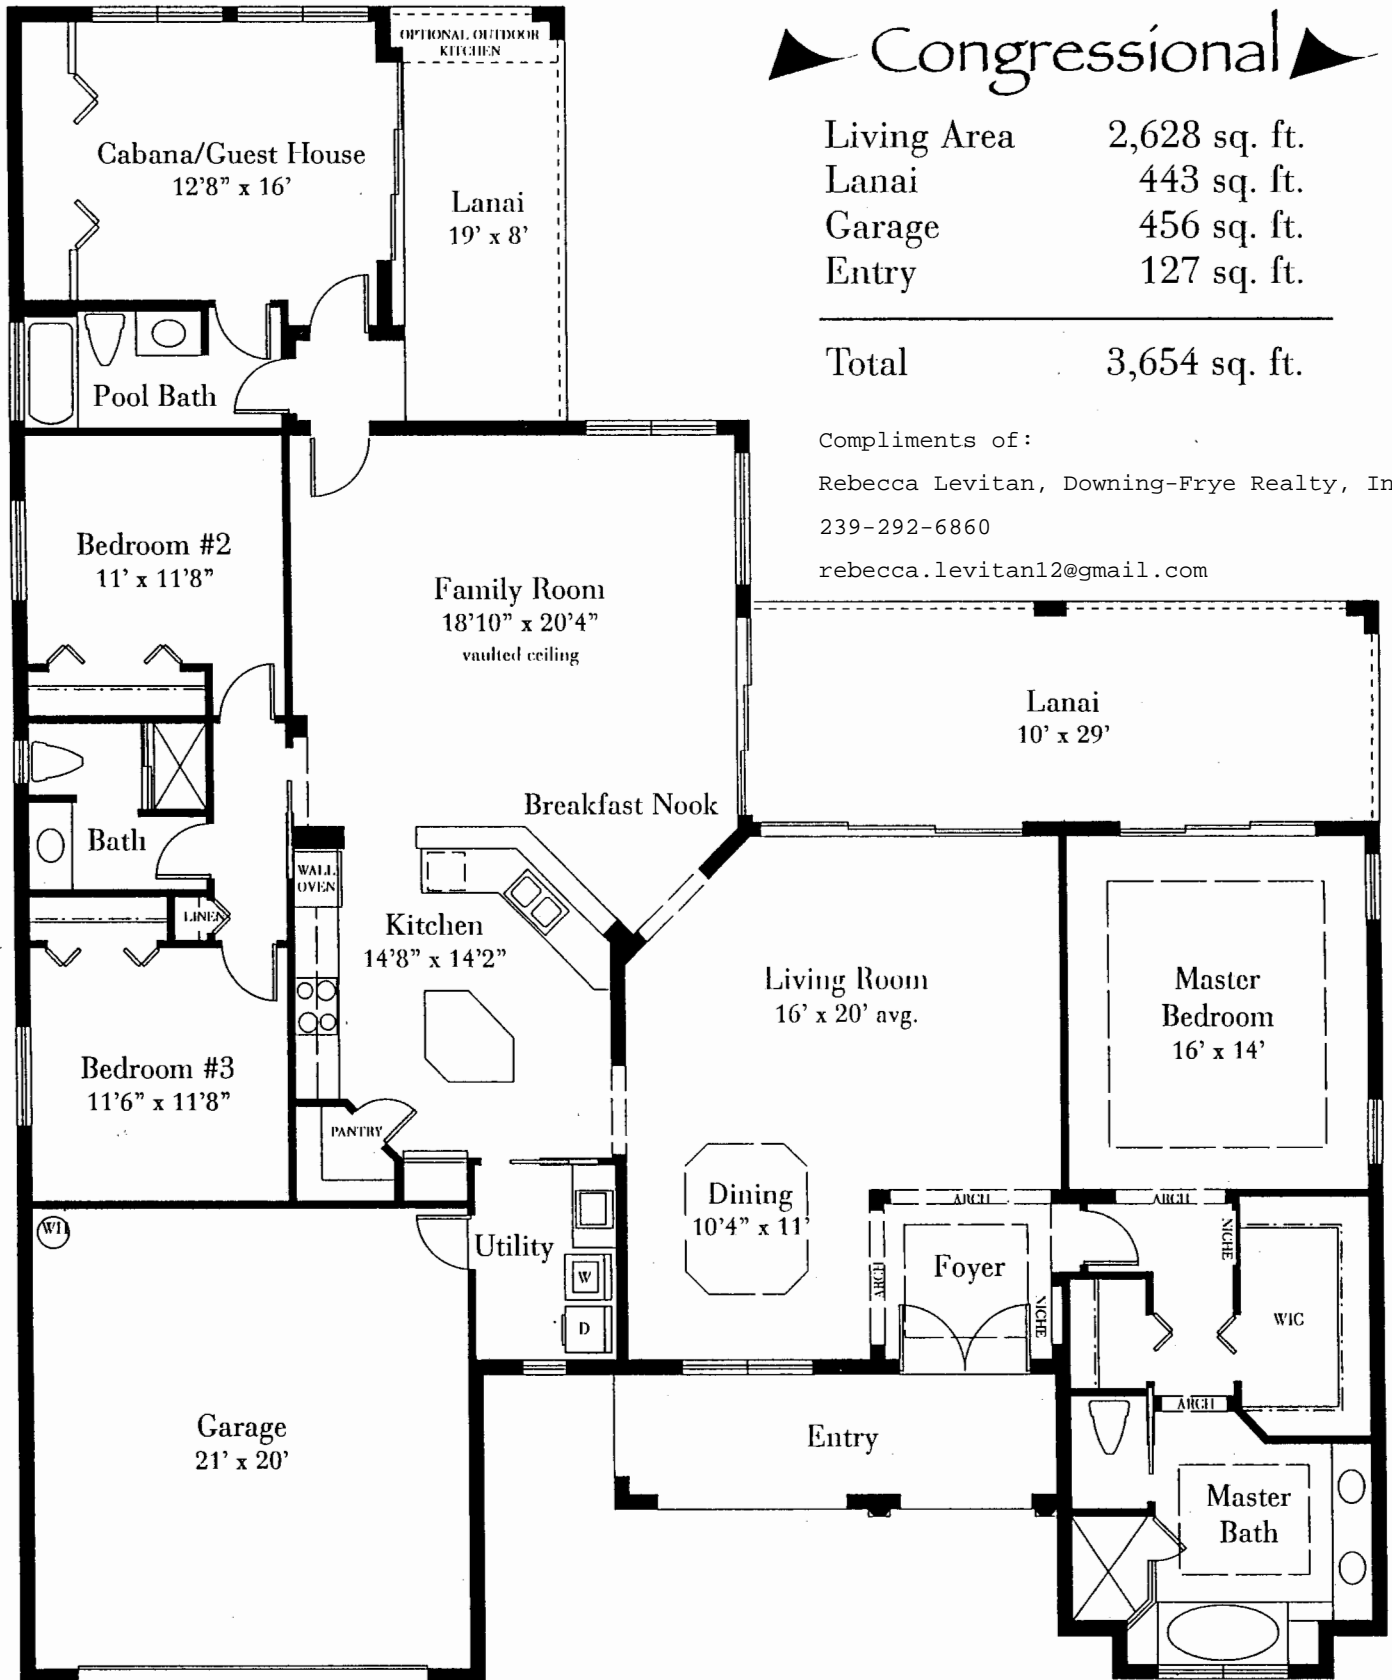 Congressional
Living Area 2,628 sq. ft.
Lanai 443 sq. ft.
Garage 456 sq. ft.
Entry 127 sq. ft.
Total 3,654 sq. ft.
Compliments of:
Rebecca Levitan, Downing-Frye Realty, In
239-292-6860
rebecca.levitan12@gmail.com
OPTIONAL OUTDOOR
KITCHEN
Cabana/Guest House
12'8" x 16'
Lanai
19' x 8'
Pool Bath
Bedroom #2
11' x 11'8"
Family Room
18'10" x 20'4"
vaulted ceiling
Lanai
10' x 29'
Breakfast Nook
Bath
WALL
OVEN
LINEN
Kitchen
14'8" x 14'2"
Living Room
16' x 20' avg.
Master
Bedroom
16' x 14'
Bedroom #3
11'6" x 11'8"
PANTRY
Dining
10'4" x 11'
ARCH
ARCH
WH
Utility
W
D
ARCH
Foyer
NICHE
NICHE
WIC
ARCH
Garage
21' x 20'
Entry
Master
Bath